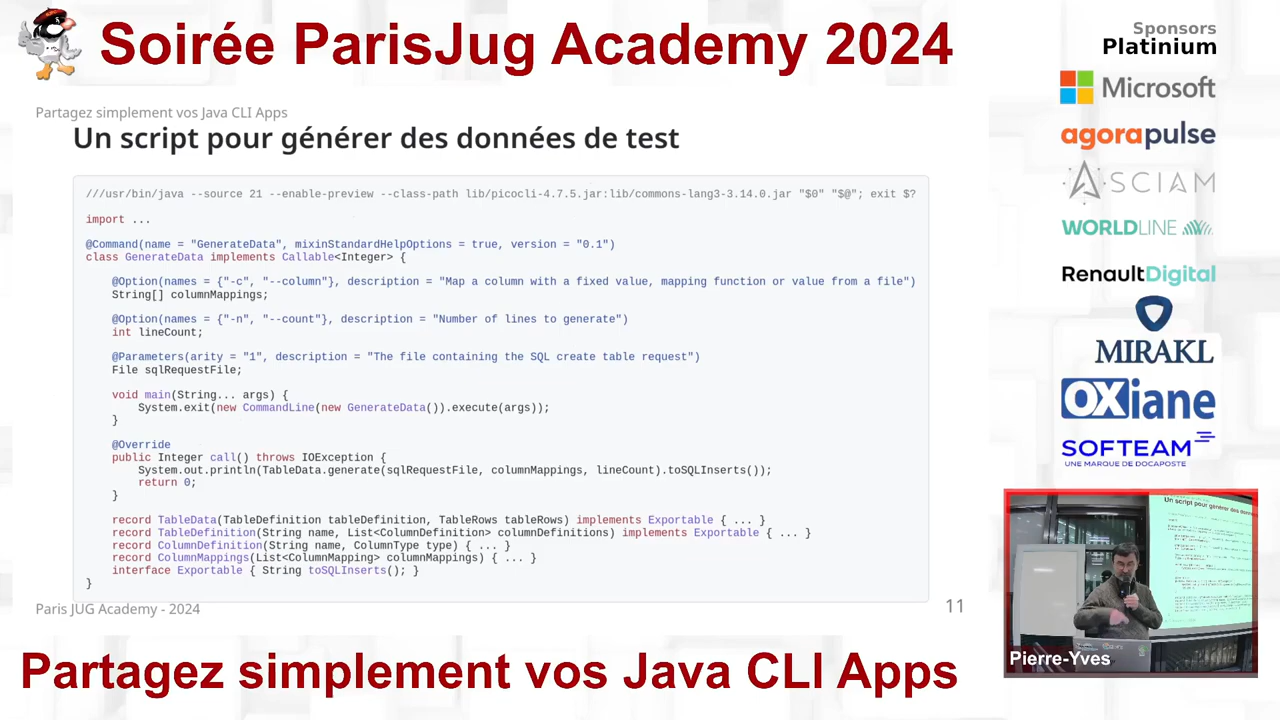 Soirée ParisJug Academy 2024
Sponsors
Platinium
Microsoft
agorapulse
ASCIAM
WORLDLINE
RenaultDigital
MIRAKL
OXiane
SOFTEAM
UNE MARQUE DE DOCAPOSTE
Partagez simplement vos Java CLI Apps
Un script pour générer des données de test
///usr/bin/java --source 21 --enable-preview --class-path lib/picocli-4.7.5.jar:lib/commons-lang3-3.14.0.jar "$0" "$@"; exit $?
import ...
@Command(name = "GenerateData", mixinStandardHelpOptions = true, version = "0.1")
class GenerateData implements Callable<Integer> {
@Option(names = {"-c", "--column"}, description = "Map a column with a fixed value, mapping function or value from a file")
String[] columnMappings;
@Option(names = {"-n", "--count"}, description = "Number of lines to generate")
int lineCount;
@Parameters(arity = "1", description = "The file containing the SQL create table request")
File sqlRequestFile;
void main(String... args) {
System.exit(new CommandLine(new GenerateData()).execute(args));
}
@Override
public Integer call() throws IOException {
System.out.println(TableData.generate(sqlRequestFile, columnMappings, lineCount).toSQLInserts());
return 0;
}
record TableData(TableDefinition tableDefinition, TableRows tableRows) implements Exportable { ... }
record TableDefinition(String name, List<ColumnDefinition> columnDefinitions) implements Exportable { ... }
record ColumnDefinition(String name, ColumnType type) { ... }
record ColumnMappings(List<ColumnMapping> columnMappings) { ... }
interface Exportable { String toSQLInserts(); }
}
Paris JUG Academy - 2024
11
Un script pour générer des donn
Pierre-Yves
Partagez simplement vos Java CLI Apps